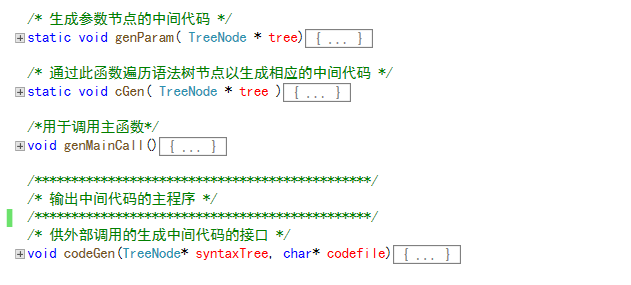 /* 生成参数节点的中间代码 */
static void genParam( TreeNode * tree){ ... }
/* 通过此函数遍历语法树节点以生成相应的中间代码 */
static void cGen( TreeNode * tree ){ ... }
/*用于调用主函数*/
void genMainCall(){ ... }
/**********************************************/
/* 输出中间代码的主程序 */
/**********************************************/
/* 供外部调用的生成中间代码的接口 */
void codeGen(TreeNode* syntaxTree, char* codefile){ ... }